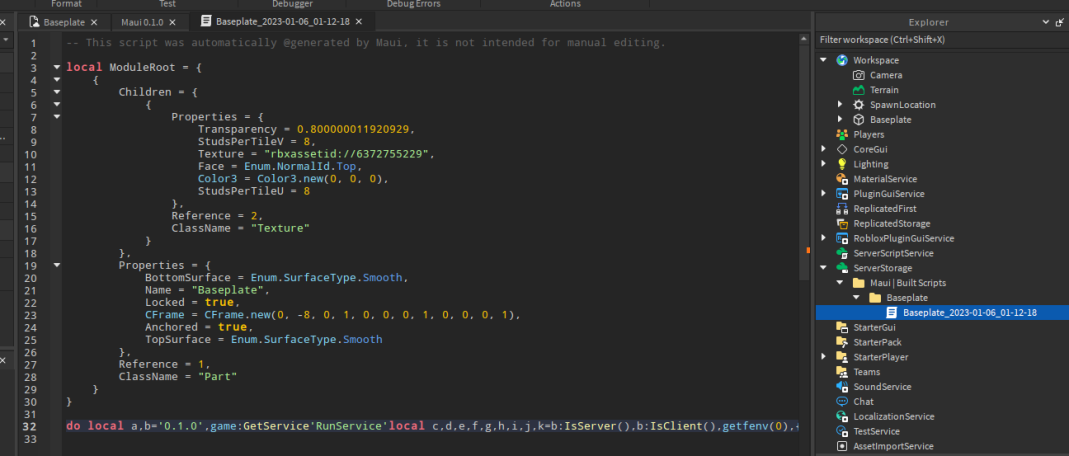 Format
Test
Debugger
Debug Errors
Actions
Baseplate
Maui 0.1.0
Baseplate_2023-01-06_01-12-18
1 -- This script was automatically @generated by Maui, it is not intended for manual editing.
2
3 local ModuleRoot = {
4 {
5 Children = {
6 {
7 Properties = {
8 Transparency = 0.800000011920929,
9 StudsPerTileV = 8,
10 Texture = "rbxassetid://6372755229",
11 Face = Enum.NormalId.Top,
12 Color3 = Color3.new(0, 0, 0),
13 StudsPerTileU = 8
14 },
15 Reference = 2,
16 ClassName = "Texture"
17 }
18 },
19 Properties = {
20 BottomSurface = Enum.SurfaceType.Smooth,
21 Name = "Baseplate",
22 Locked = true,
23 CFrame = CFrame.new(0, -8, 0, 1, 0, 0, 0, 1, 0, 0, 0, 1),
24 Anchored = true,
25 TopSurface = Enum.SurfaceType.Smooth
26 },
27 Reference = 1,
28 ClassName = "Part"
29 }
30 }
31
32 do local a,b='0.1.0',game:GetService'RunService'local c,d,e,f,g,h,i,j,k=b:IsServer(),b:IsClient(),getfenv(0),
33
Explorer
Filter workspace (Ctrl+Shift+X)
Workspace
Camera
Terrain
SpawnLocation
Baseplate
Players
CoreGui
Lighting
MaterialService
PluginGuiService
ReplicatedFirst
ReplicatedStorage
RobloxPluginGuiService
ServerScriptService
ServerStorage
Maui | Built Scripts
Baseplate
Baseplate_2023-01-06_01-12-18
StarterGui
StarterPack
StarterPlayer
Teams
SoundService
Chat
LocalizationService
TestService
AssetImportService